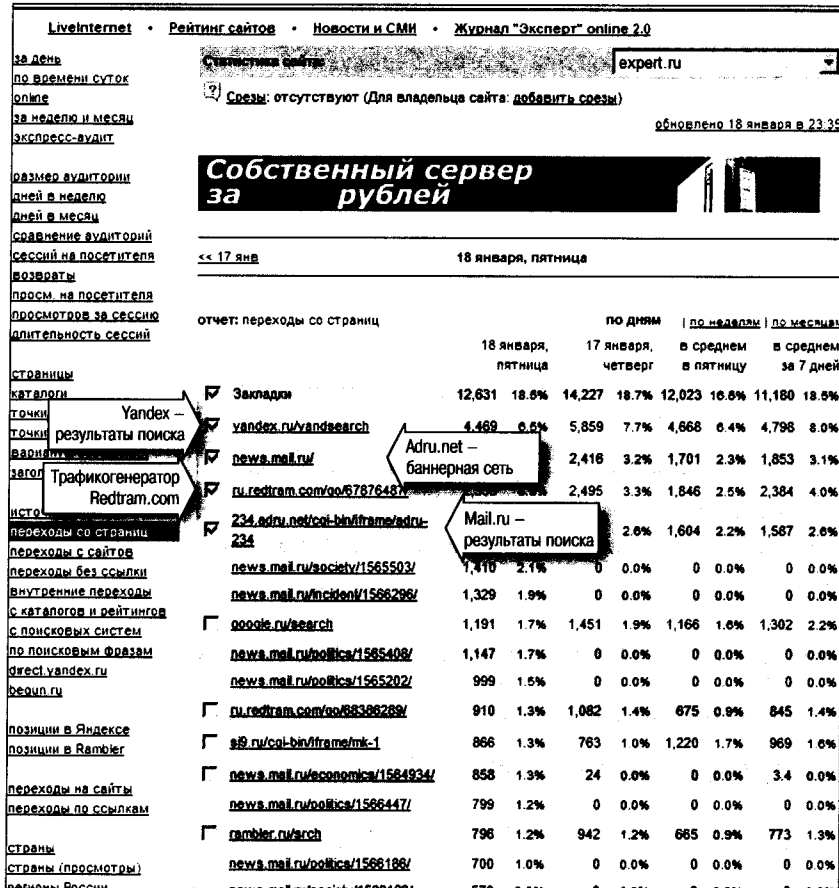 LiveInternet • Рейтинг сайтов • Новости и СМИ • Журнал "Эксперт" online 2.0
за день
по времени суток
online
за неделю и месяц
экспресс-аудит
размер аудитории
дней в неделю
дней в месяц
сравнение аудиторий
сессий на посетителя
возвраты
просм. на посетителя
просмотров за сессию
длительность сессий
страницы
каталоги
точки
точки
вариант
загол
исто
переходы со страниц
переходы с сайтов
переходы без ссылки
внутренние переходы
с каталогов и рейтингов
с поисковых систем
по поисковым фразам
direct.yandex.ru
begun.ru
позиции в Яндексе
позиции в Rambler
переходы на сайты
переходы по ссылкам
страны
страны (просмотры)
регионы России
Статистика сайта: expert.ru
Срезы: отсутствуют (Для владельца сайта: добавить срезы)
обновлено 18 января в 23:35
Собственный сервер
за рублей
<< 17 янв 18 января, пятница
отчет: переходы со страниц по дням | по неделям | по месяцам
18 января, 17 января, в среднем в среднем
пятница четверг в пятницу за 7 дней
Закладки 12,631 18.5% 14,227 18.7% 12,023 16.5% 11,180 18.5%
yandex.ru/yandsearch 4,469 6.5% 5,859 7.7% 4,668 6.4% 4,798 8.0%
news.mail.ru/ 2,416 3.2% 1,701 2.3% 1,853 3.1%
ru.redtram.com/go/67876487/ 2,495 3.3% 1,846 2.5% 2,384 4.0%
234.adru.net/cgi-bin/iframe/adru-
234 2.6% 1,604 2.2% 1,567 2.6%
news.mail.ru/society/1565503/ 1,410 2.1% 0 0.0% 0 0.0% 0 0.0%
news.mail.ru/incident/1566296/ 1,329 1.9% 0 0.0% 0 0.0% 0 0.0%
google.ru/search 1,191 1.7% 1,451 1.9% 1,166 1.6% 1,302 2.2%
news.mail.ru/politics/1565408/ 1,147 1.7% 0 0.0% 0 0.0% 0 0.0%
news.mail.ru/politics/1565202/ 999 1.5% 0 0.0% 0 0.0% 0 0.0%
ru.redtram.com/go/68386289/ 910 1.3% 1,082 1.4% 675 0.9% 845 1.4%
si9.ru/cgi-bin/iframe/mk-1 866 1.3% 763 1.0% 1,220 1.7% 969 1.6%
news.mail.ru/economics/1564934/ 858 1.3% 24 0.0% 0 0.0% 3.4 0.0%
news.mail.ru/politics/1566447/ 799 1.2% 0 0.0% 0 0.0% 0 0.0%
rambler.ru/srch 796 1.2% 942 1.2% 665 0.9% 773 1.3%
news.mail.ru/politics/1566186/ 700 1.0% 0 0.0% 0 0.0% 0 0.0%
Yandex –
результаты поиска
Трафикогенератор
Redtram.com
Adru.net –
баннерная сеть
Mail.ru –
результаты поиска